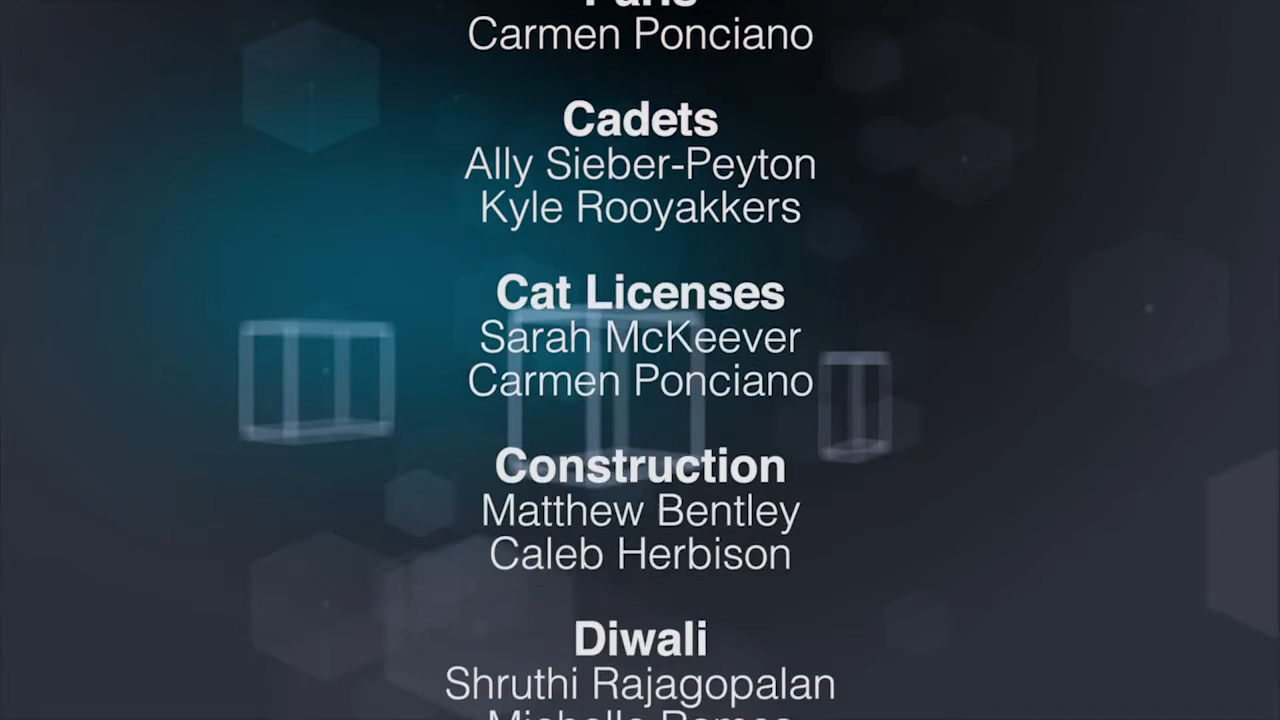 Carmen Ponciano
Cadets
Ally Sieber-Peyton
Kyle Rooyakkers
Cat Licenses
Sarah McKeever
Carmen Ponciano
Construction
Matthew Bentley
Caleb Herbison
Diwali
Shruthi Rajagopalan